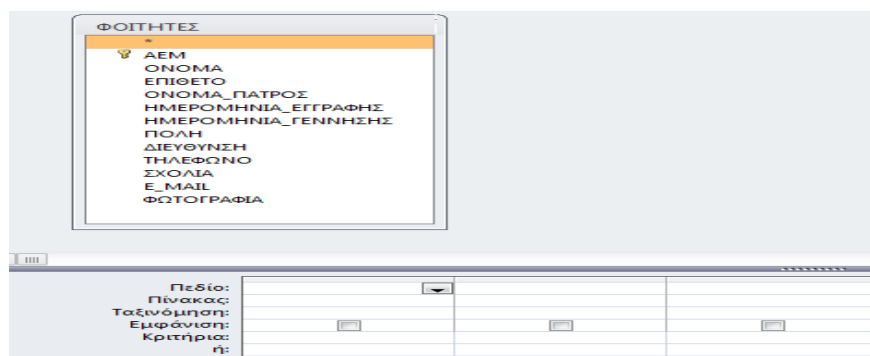 ΦΟΙΤΗΤΕΣ
*
ΑΕΜ
ΟΝΟΜΑ
ΕΠΙΘΕΤΟ
ΟΝΟΜΑ_ΠΑΤΡΟΣ
ΗΜΕΡΟΜΗΝΙΑ_ΕΓΓΡΑΦΗΣ
ΗΜΕΡΟΜΗΝΙΑ_ΓΕΝΝΗΣΗΣ
ΠΟΛΗ
ΔΙΕΥΘΥΝΣΗ
ΤΗΛΕΦΩΝΟ
ΣΧΟΛΙΑ
E_MAIL
ΦΩΤΟΓΡΑΦΙΑ
Πεδίο:
Πίνακας:
Ταξινόμηση:
Εμφάνιση:
Κριτήρια:
ή: